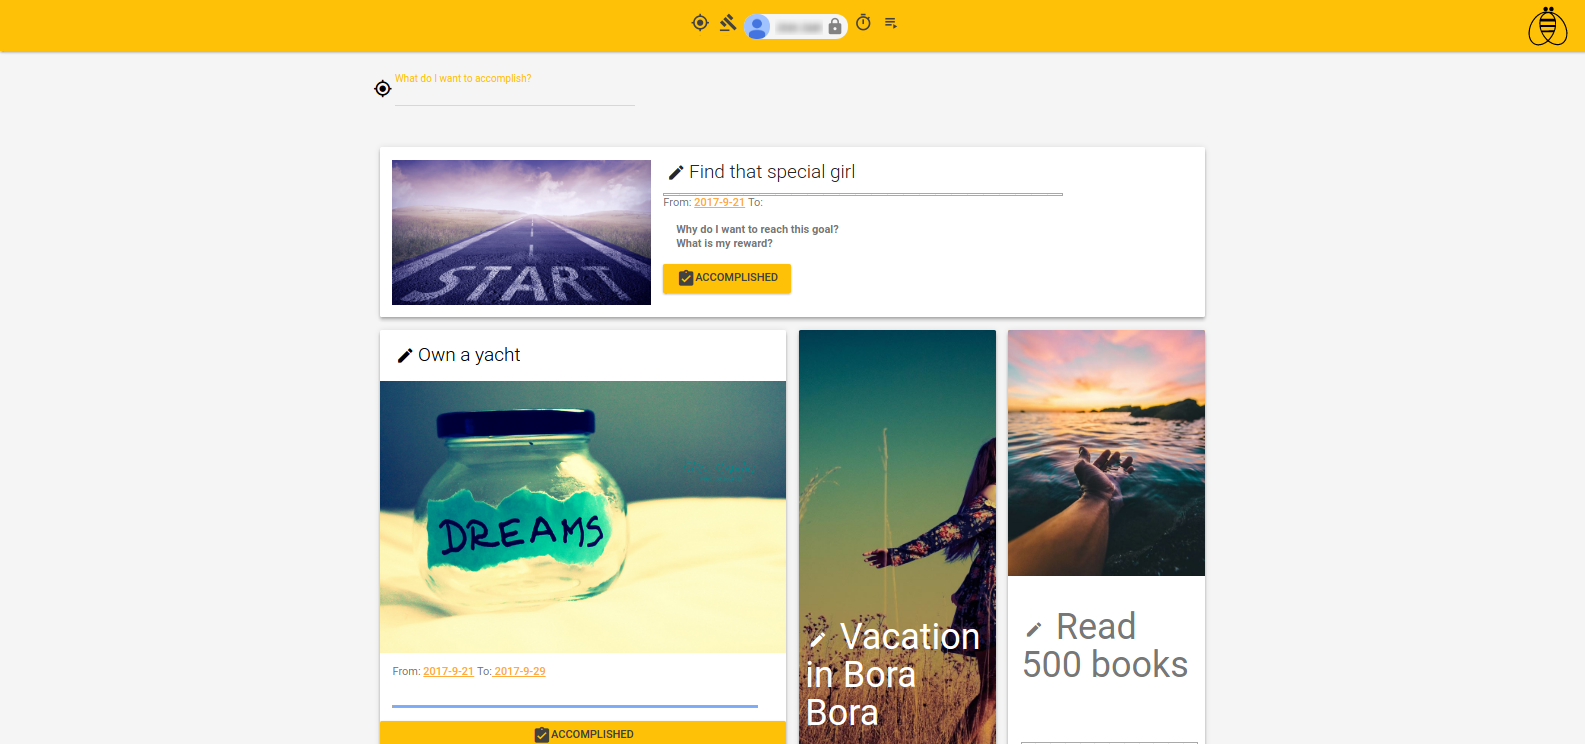 What do I want to accomplish?
START
Find that special girl
From: 2017-9-21 To:
Why do I want to reach this goal?
What is my reward?
ACCOMPLISHED
Own a yacht
DREAMS
From: 2017-9-21 To: 2017-9-29
ACCOMPLISHED
Vacation
in Bora
Bora
Read
500 books